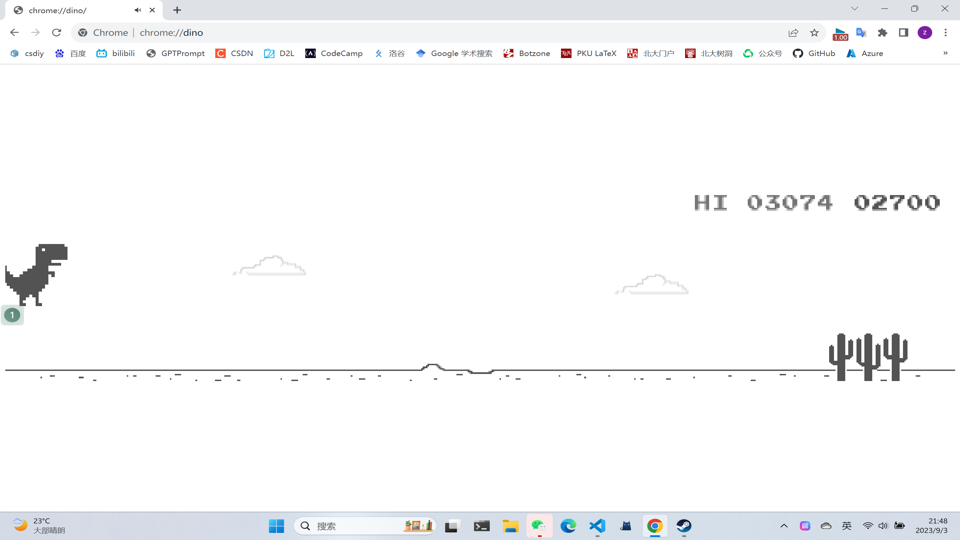 chrome://dino/
Chrome | chrome://dino
1.00
z
csdiy 百度 bilibili GPTPrompt CSDN D2L CodeCamp 洛谷 Google 学术搜索 Botzone PKU LaTeX 北大门户 北大树洞 公众号 GitHub Azure »
HI 03074 02700
1
23°C
大部晴朗
搜索
英
21:48
2023/9/3